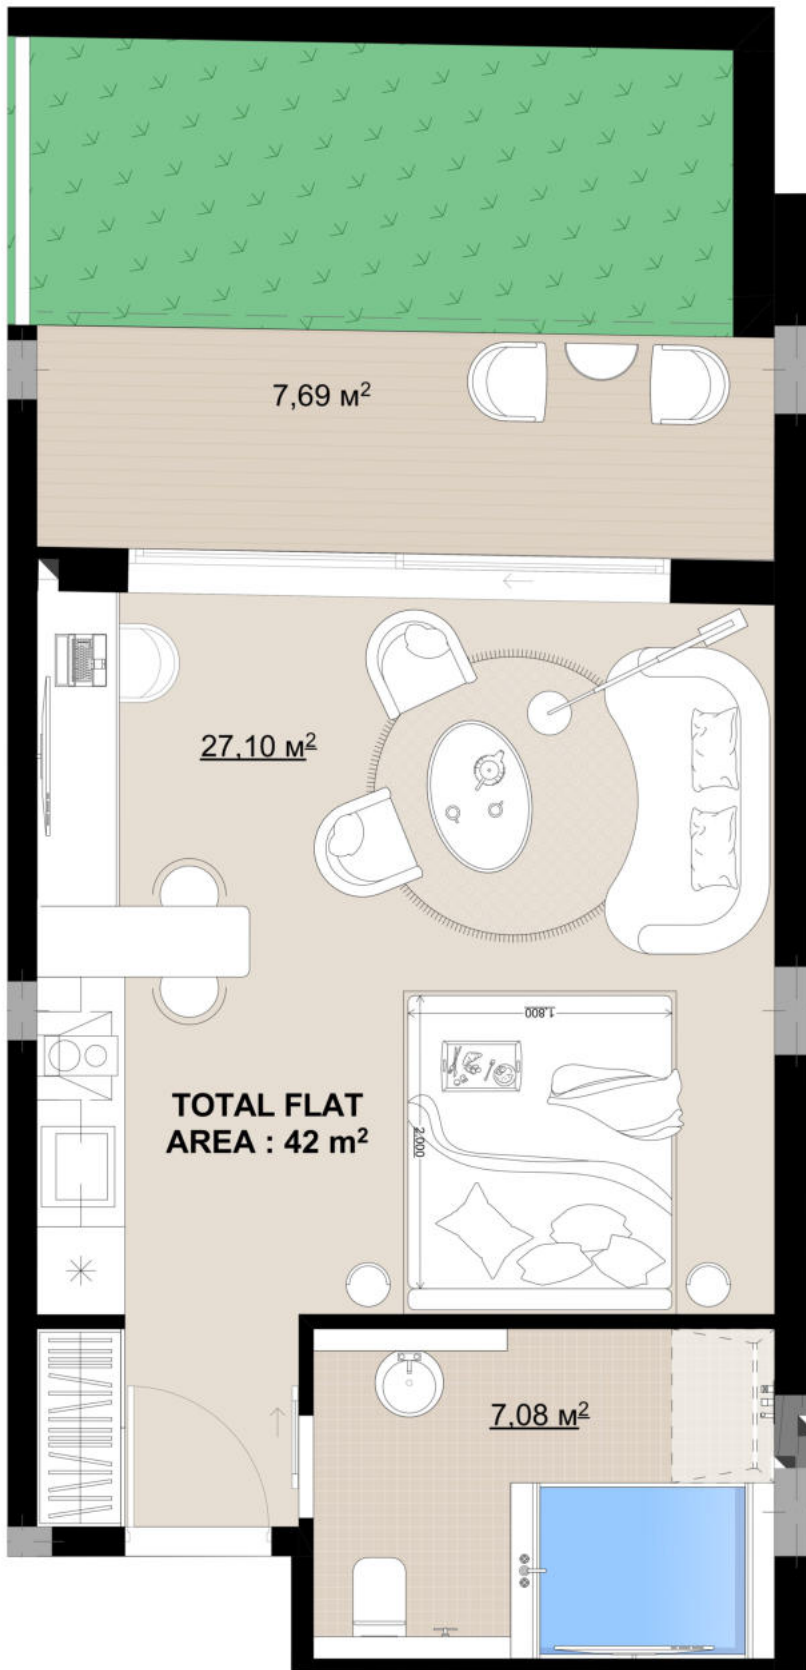 7,69 м²
27,10 м²
1.800
TOTAL FLAT
AREA : 42 m²
2.000
7,08 м²